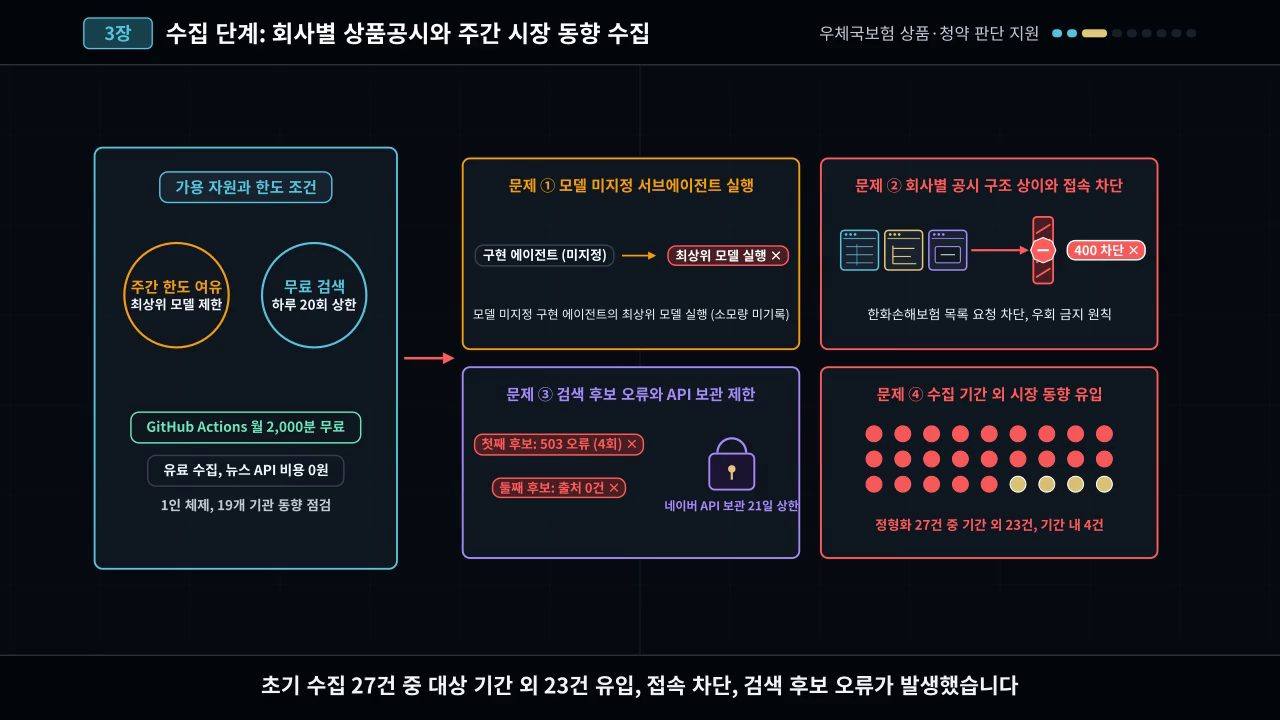 3장
수집 단계: 회사별 상품공시와 주간 시장 동향 수집
우체국보험 상품·청약 판단 지원
가용 자원과 한도 조건
주간 한도 여유
최상위 모델 제한
무료 검색
하루 20회 상한
GitHub Actions 월 2,000분 무료
유료 수집, 뉴스 API 비용 0원
1인 체제, 19개 기관 동향 점검
문제 ① 모델 미지정 서브에이전트 실행
구현 에이전트 (미지정)
최상위 모델 실행 ✕
모델 미지정 구현 에이전트의 최상위 모델 실행 (소모량 미기록)
문제 ② 회사별 공시 구조 상이와 접속 차단
400 차단 ✕
한화손해보험 목록 요청 차단, 우회 금지 원칙
문제 ③ 검색 후보 오류와 API 보관 제한
첫째 후보: 503 오류 (4회) ✕
둘째 후보: 출처 0건 ✕
네이버 API 보관 21일 상한
문제 ④ 수집 기간 외 시장 동향 유입
정형화 27건 중 기간 외 23건, 기간 내 4건
초기 수집 27건 중 대상 기간 외 23건 유입, 접속 차단, 검색 후보 오류가 발생했습니다